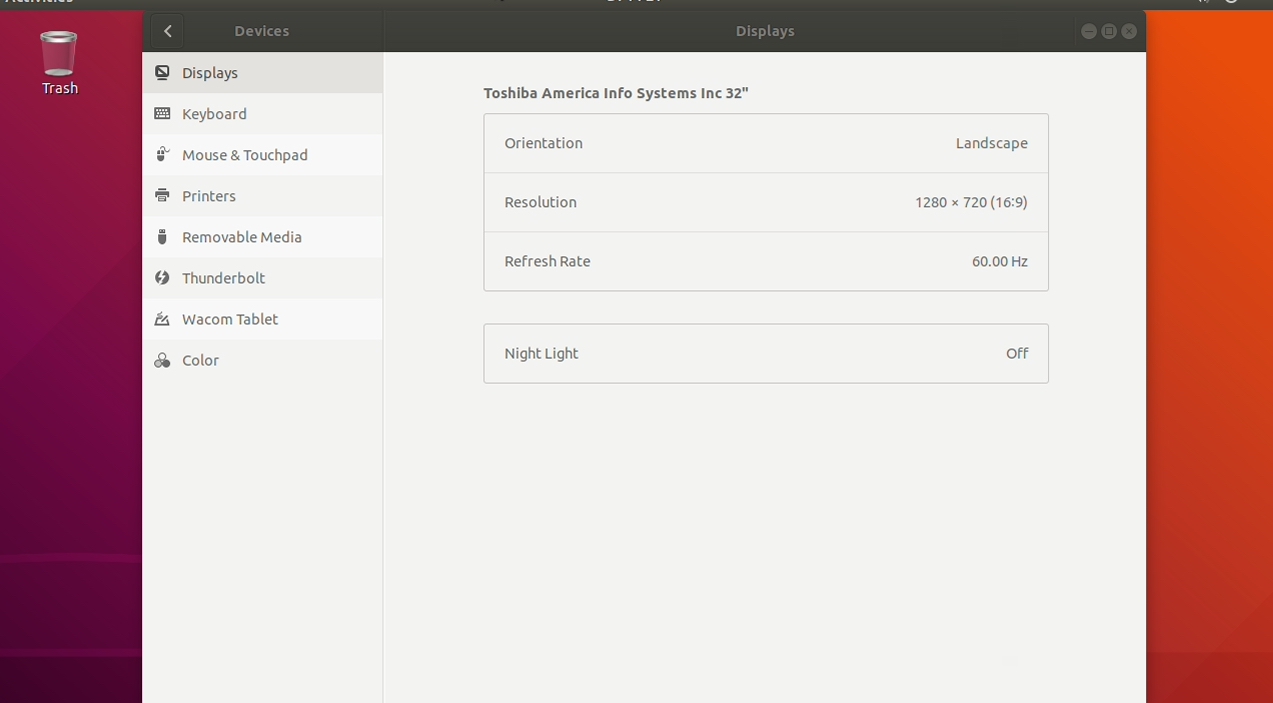 Activities
Devices
Displays
Trash
Displays
Keyboard
Mouse & Touchpad
Printers
Removable Media
Thunderbolt
Wacom Tablet
Color
Toshiba America Info Systems Inc 32"
Orientation Landscape
Resolution 1280 × 720 (16∶9)
Refresh Rate 60.00 Hz
Night Light Off